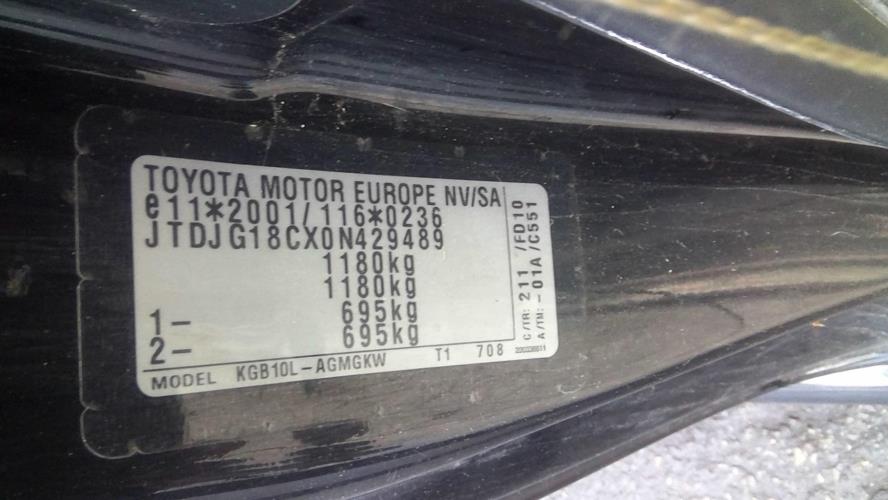 TOYOTA MOTOR EUROPE NV/SA
e11*2001/116*0236
JTDJG18CX0N429489
1180kg
1180kg
1- 695kg
2- 695kg
MODEL KGB10L-AGMGKW T1 708
C/TR: 211 /FD10
A/TM: -01A /C551